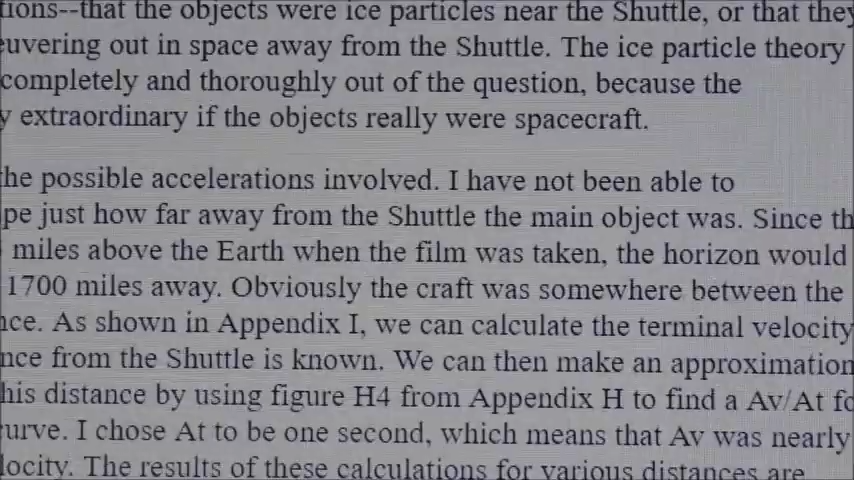 tions--that the objects were ice particles near the Shuttle, or that they
euvering out in space away from the Shuttle. The ice particle theory
completely and thoroughly out of the question, because the
y extraordinary if the objects really were spacecraft.
the possible accelerations involved. I have not been able to
pe just how far away from the Shuttle the main object was. Since th
miles above the Earth when the film was taken, the horizon would
1700 miles away. Obviously the craft was somewhere between the
nce. As shown in Appendix I, we can calculate the terminal velocity
nce from the Shuttle is known. We can then make an approximation
his distance by using figure H4 from Appendix H to find a Av/At fo
urve. I chose At to be one second, which means that Av was nearly
locity. The results of these calculations for various distances are